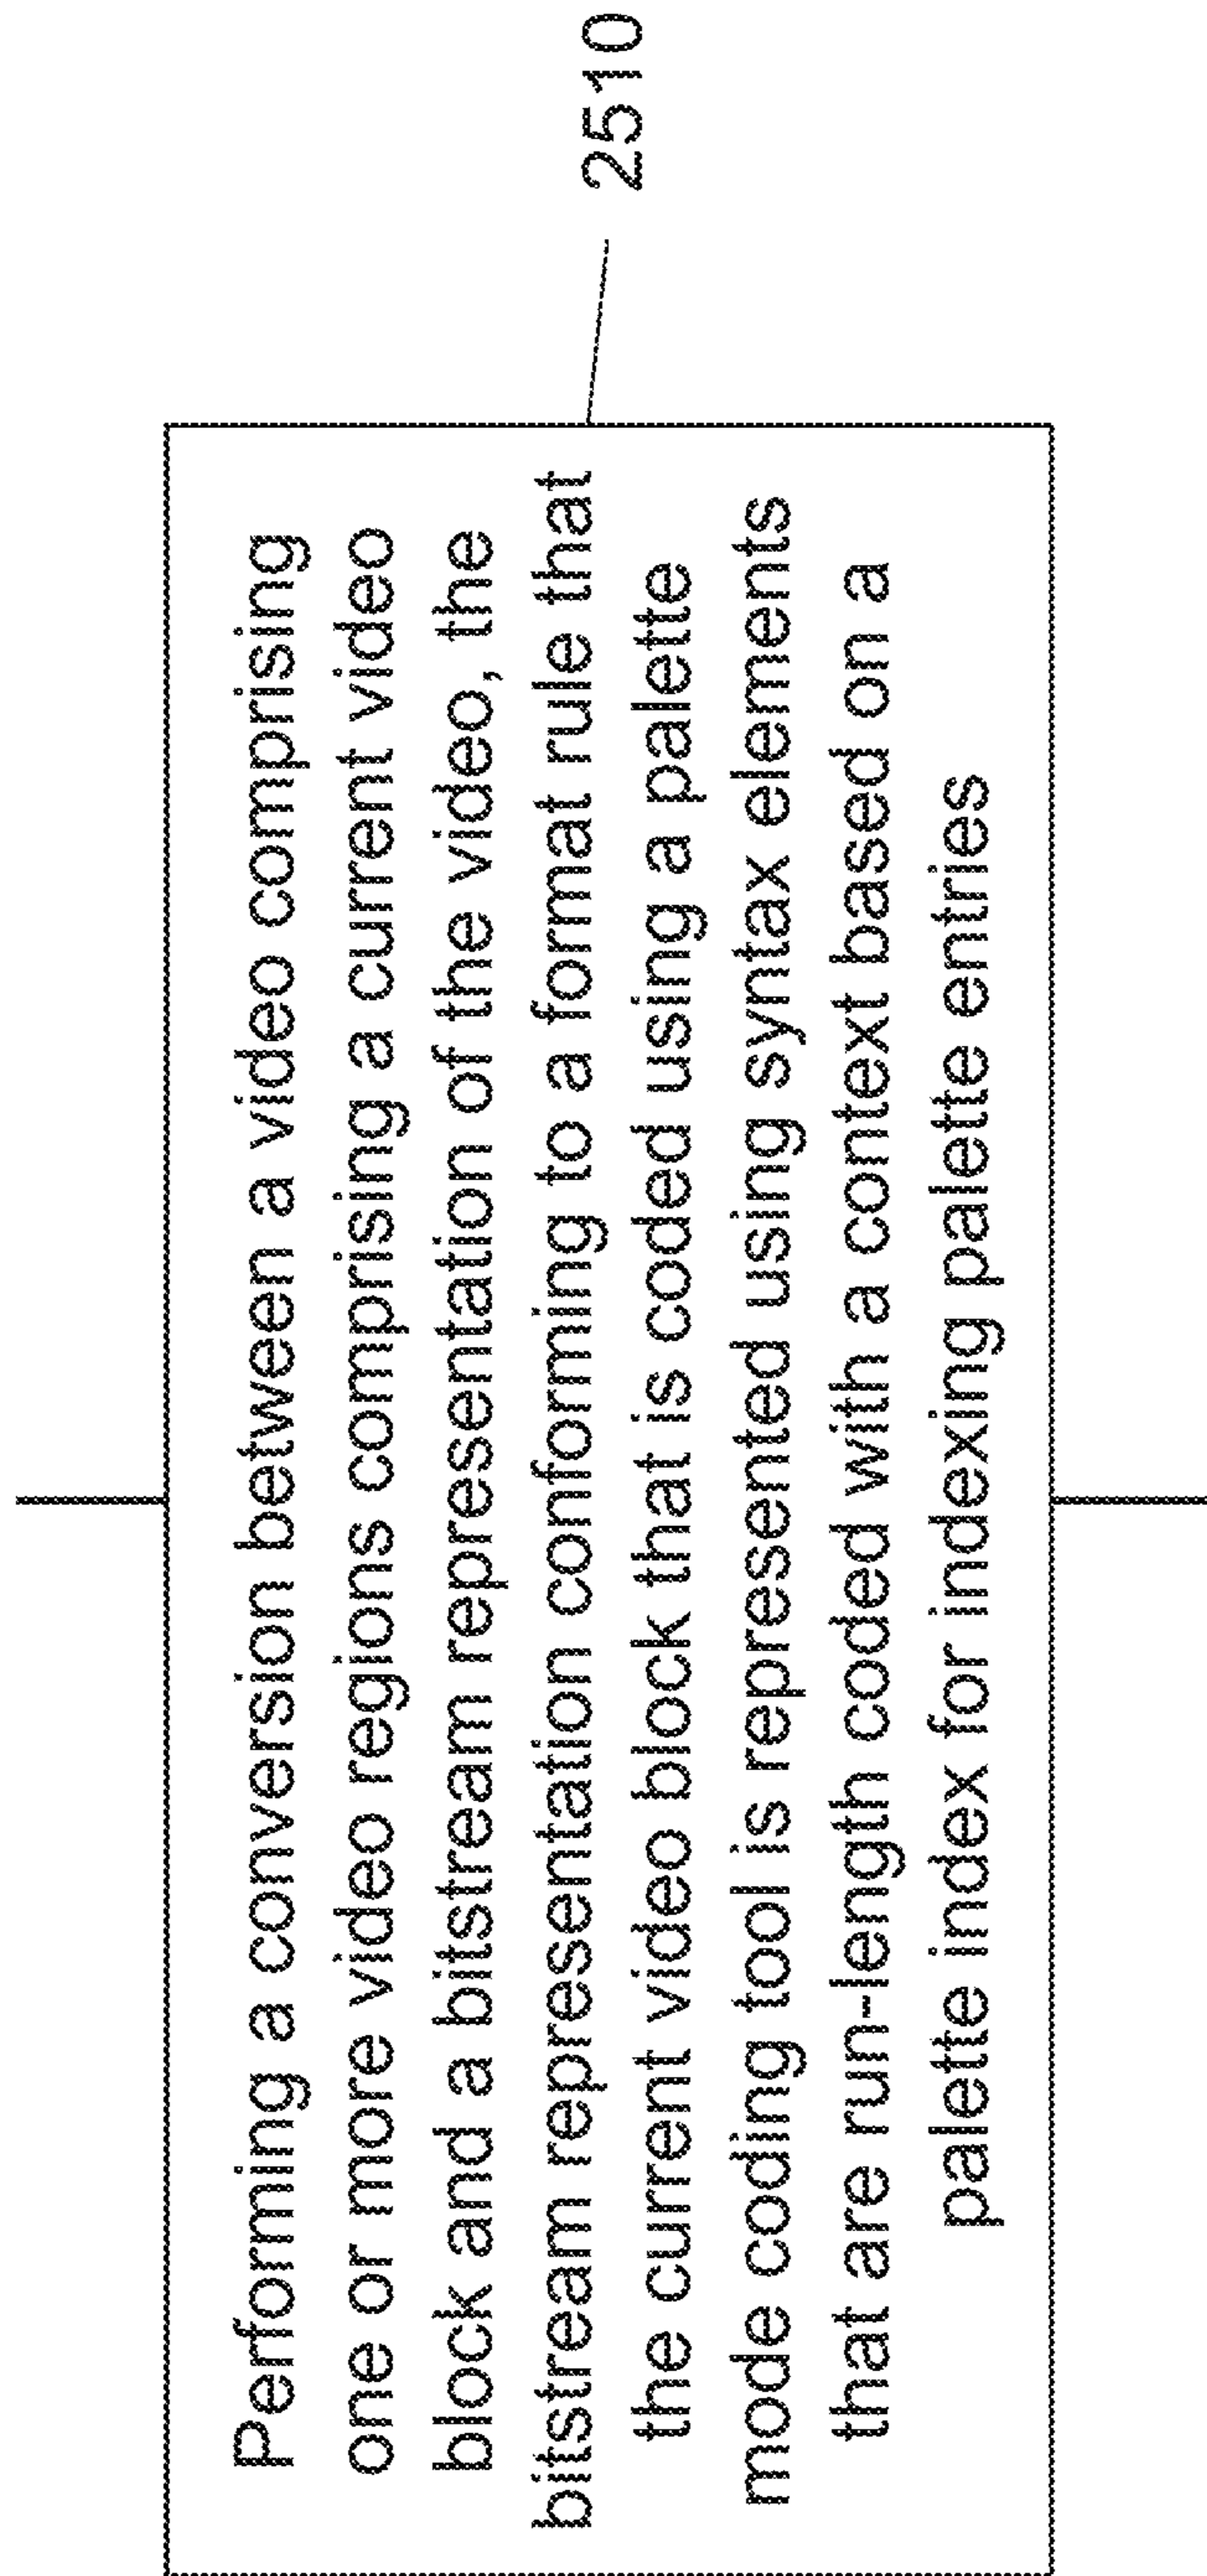 Performing a conversion between a video comprising
one or more video regions comprising a current video
block and a bitstream representation of the video, the
bitstream representation conforming to a format rule that
the current video block that is coded using a palette
mode coding tool is represented using syntax elements
that are run-length coded with a context based on a
palette index for indexing palette entries
2510